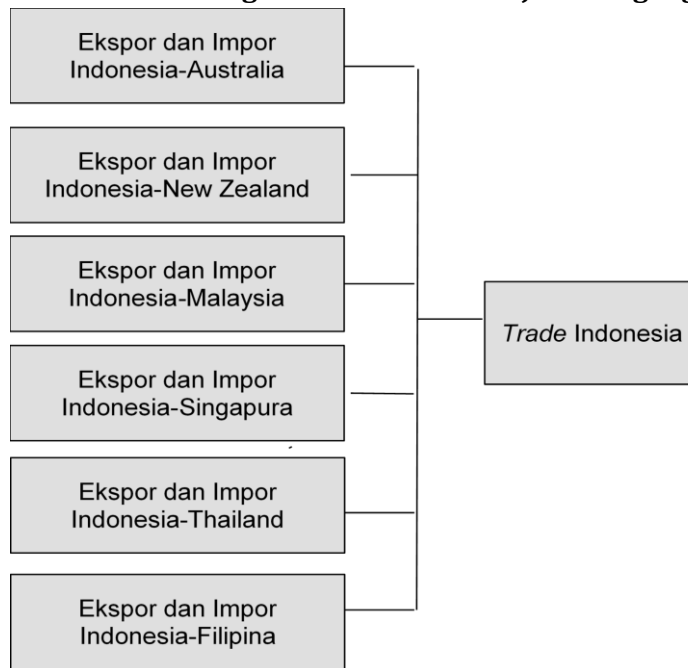 Ekspor dan Impor
Indonesia-Australia
Ekspor dan Impor
Indonesia-New Zealand
Ekspor dan Impor
Indonesia-Malaysia
Trade Indonesia
Ekspor dan Impor
Indonesia-Singapura
Ekspor dan Impor
Indonesia-Thailand
Ekspor dan Impor
Indonesia-Filipina